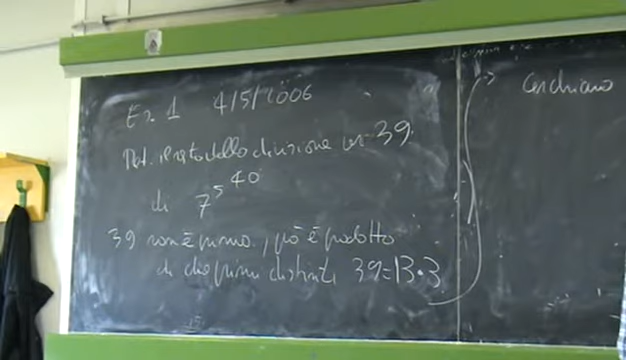 Es. 1 4/5/2006
Det. il resto della divisione per 39
di 7^5^40
39 non è primo, però è prodotto
di due primi distinti 39=13·3
Cerchiamo